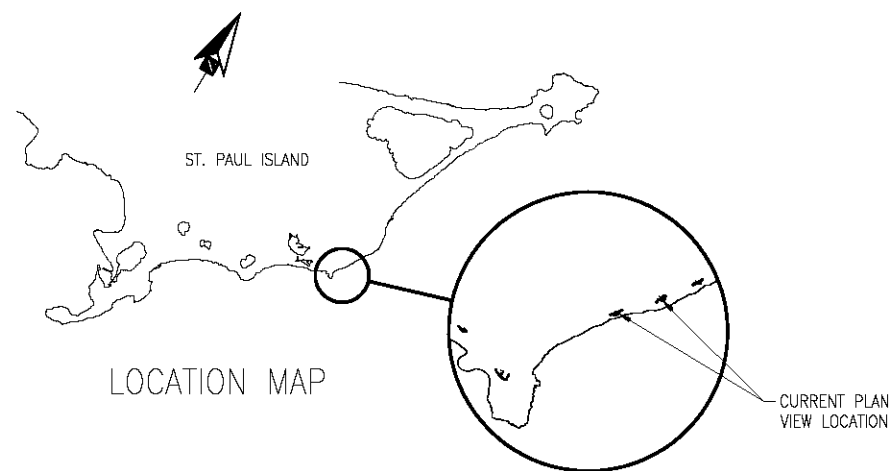 ST. PAUL ISLAND
LOCATION MAP
CURRENT PLAN
VIEW LOCATION